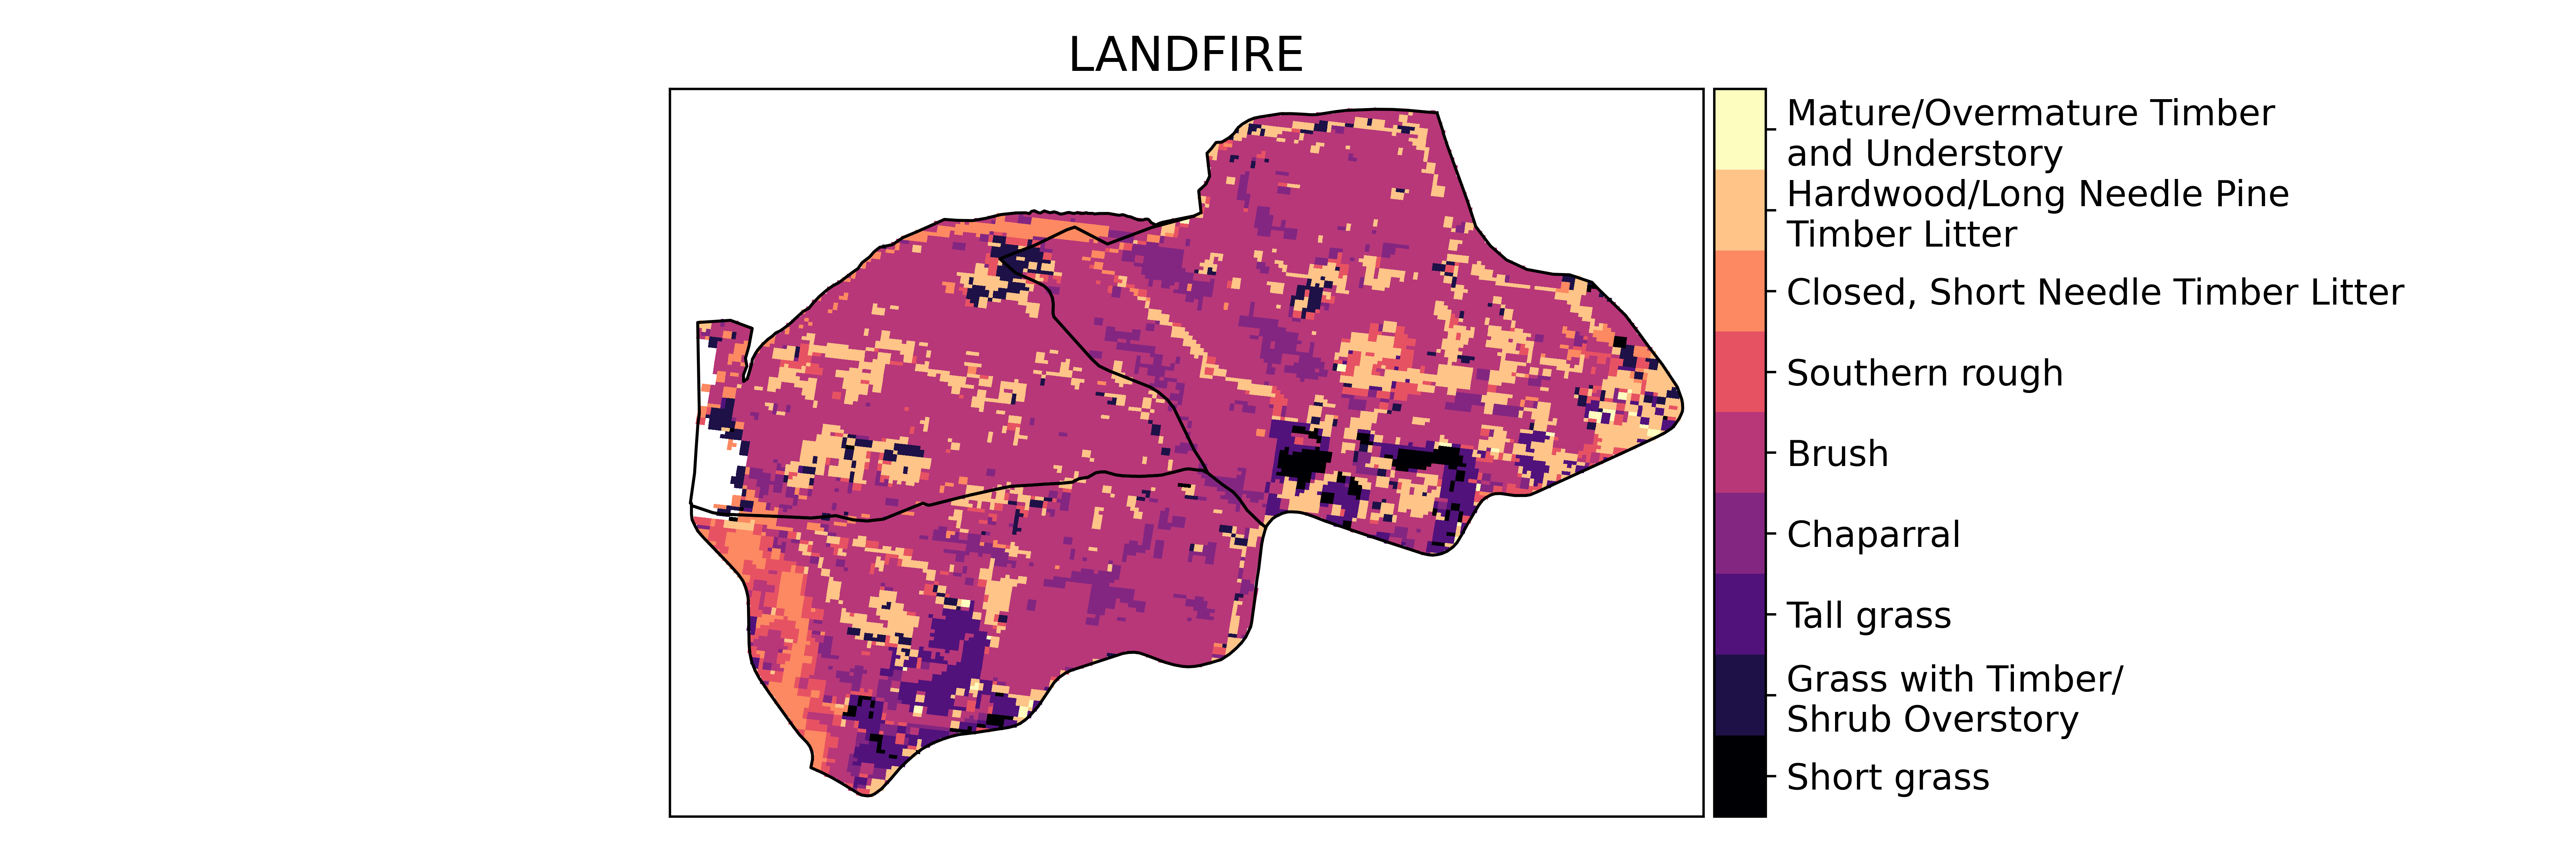 LANDFIRE
Mature/Overmature Timber
and Understory
Hardwood/Long Needle Pine
Timber Litter
Closed, Short Needle Timber Litter
Southern rough
Brush
Chaparral
Tall grass
Grass with Timber/
Shrub Overstory
Short grass